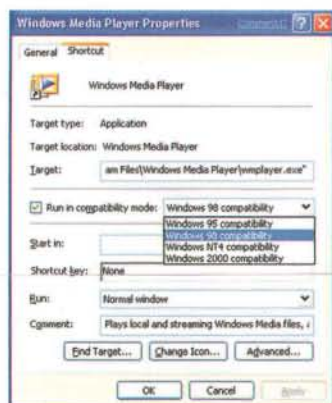 Windows Media Player Properties
General Shortcut
Windows Media Player
Target type: Application
Target location: Windows Media Player
Target: am Files\Windows Media Player\wmplayer.exe"
Run in compatibility mode: Windows 98 compatibility
Windows 95 compatibility
Windows 98 compatibility
Windows NT4 compatibility
Windows 2000 compatibility
Start in:
Shortcut key: None
Run: Normal window
Comment: Plays local and streaming Windows Media files, a
Find Target... Change Icon... Advanced...
OK Cancel Apply